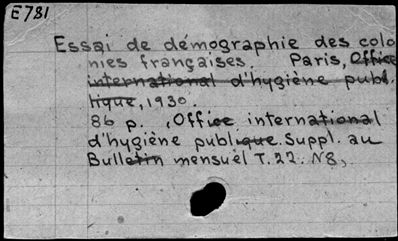 E781
Essai de démographie des colo
nies françaises. Paris, Office
international d'hygiène publ-
lique, 1930.
86 p. (Office international
d'hygiène publique. Suppl. au
Bulletin mensuel T. 22. N8,